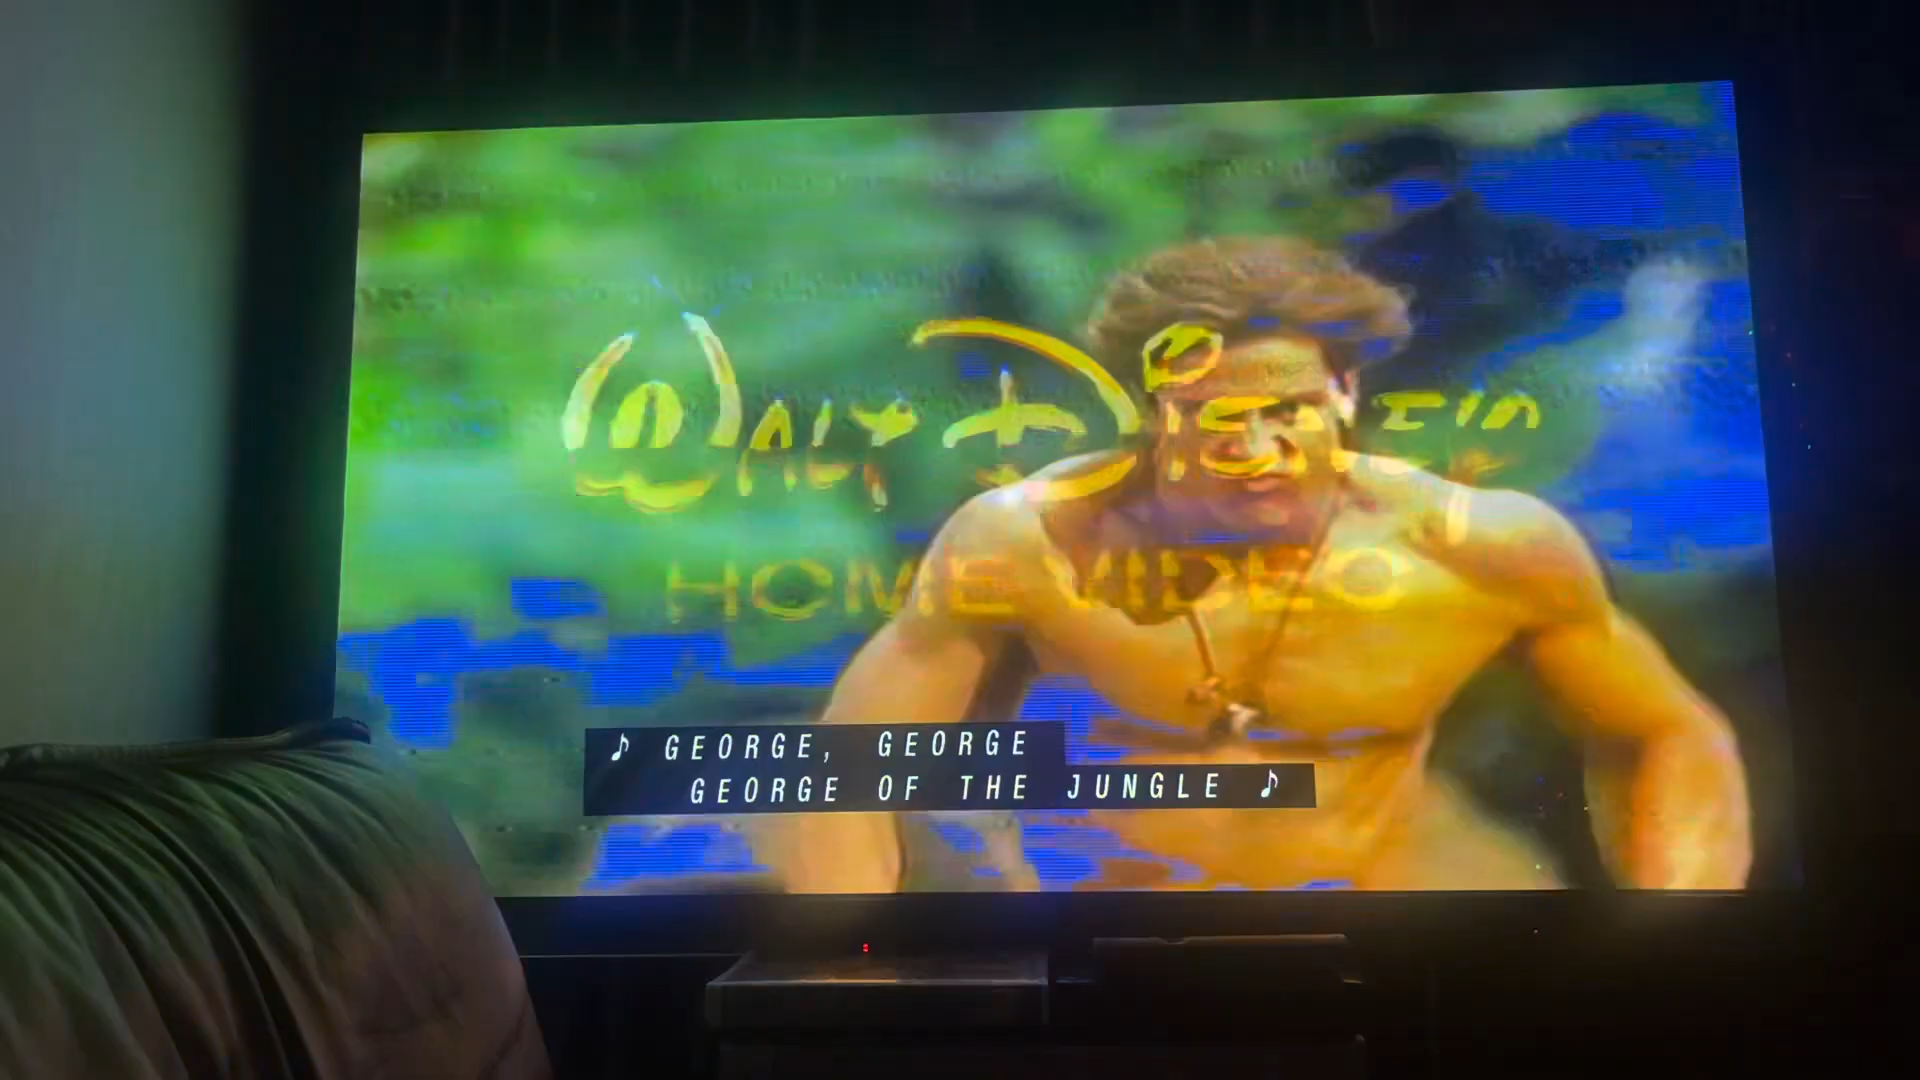 WALT DISNEY
HOME VIDEO
♪ GEORGE, GEORGE
GEORGE OF THE JUNGLE ♪